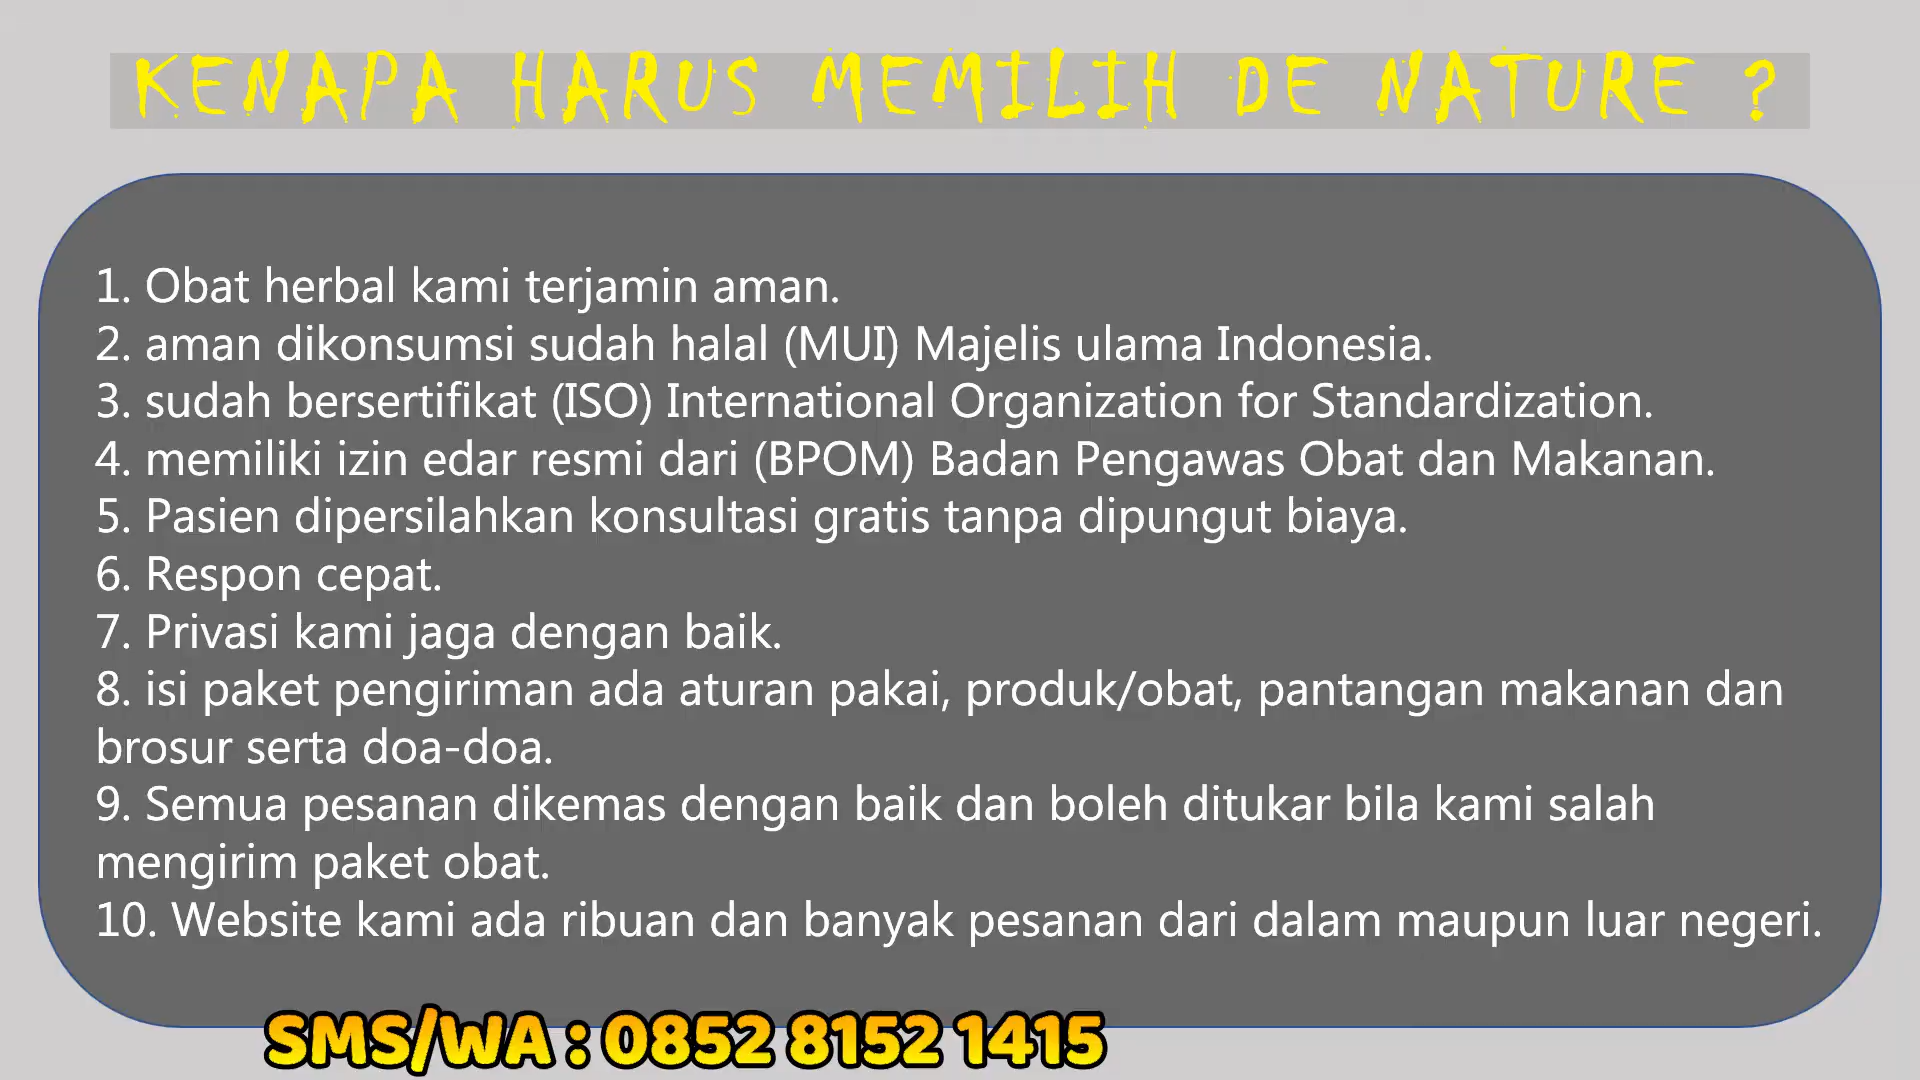 KENAPA HARUS MEMILIH DE NATURE ?
1. Obat herbal kami terjamin aman.
2. aman dikonsumsi sudah halal (MUI) Majelis ulama Indonesia.
3. sudah bersertifikat (ISO) International Organization for Standardization.
4. memiliki izin edar resmi dari (BPOM) Badan Pengawas Obat dan Makanan.
5. Pasien dipersilahkan konsultasi gratis tanpa dipungut biaya.
6. Respon cepat.
7. Privasi kami jaga dengan baik.
8. isi paket pengiriman ada aturan pakai, produk/obat, pantangan makanan dan
brosur serta doa-doa.
9. Semua pesanan dikemas dengan baik dan boleh ditukar bila kami salah
mengirim paket obat.
10. Website kami ada ribuan dan banyak pesanan dari dalam maupun luar negeri.
SMS/WA : 0852 8152 1415